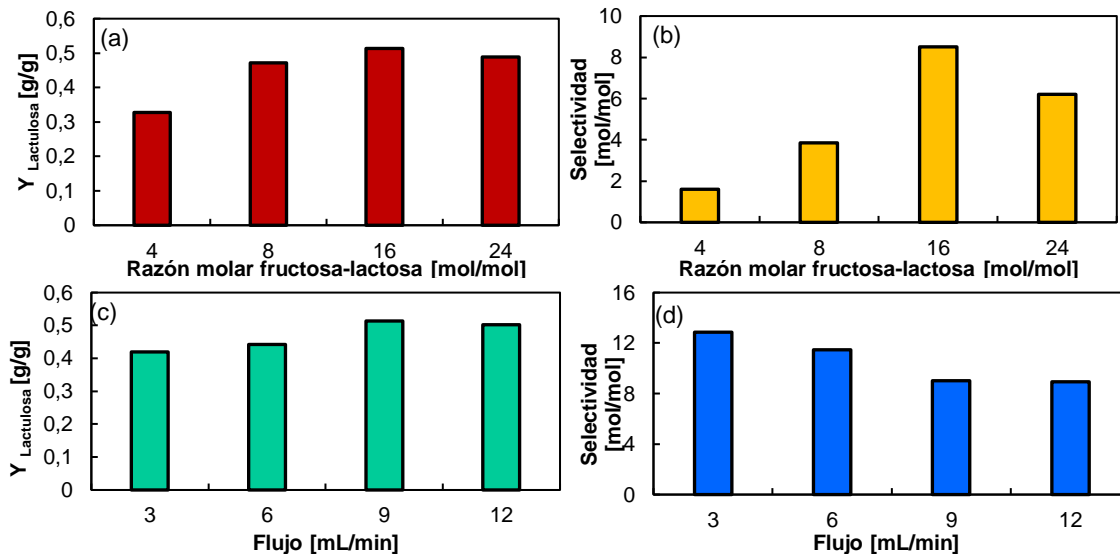 (a)
Y Lactulosa [g/g]
0,6
0,5
0,4
0,3
0,2
0,1
0
4 8 16 24
Razón molar fructosa-lactosa [mol/mol]
(b)
Selectividad
[mol/mol]
10
8
6
4
2
0
4 8 16 24
Razón molar fructosa-lactosa [mol/mol]
(c)
Y Lactulosa [g/g]
0,6
0,5
0,4
0,3
0,2
0,1
0
3 6 9 12
Flujo [mL/min]
(d)
Selectividad
[mol/mol]
16
12
8
4
0
3 6 9 12
Flujo [mL/min]